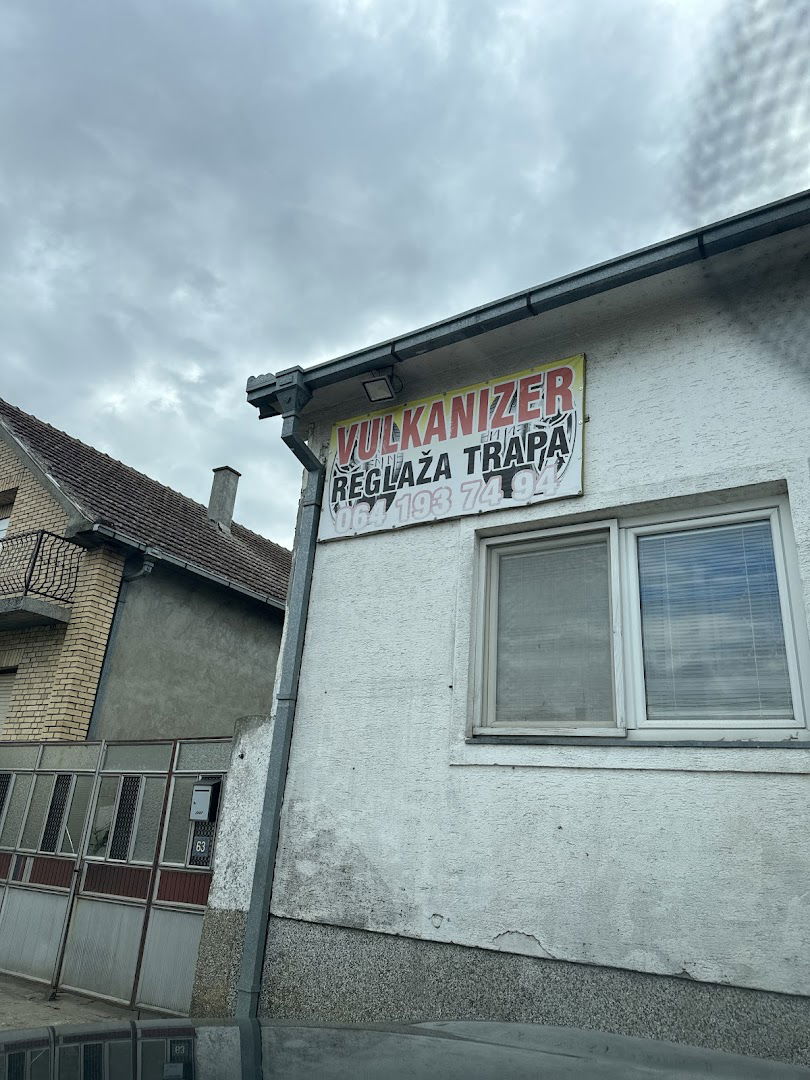 VULKANIZER
REGLAŽA TRAPA
064 193 74 94
63